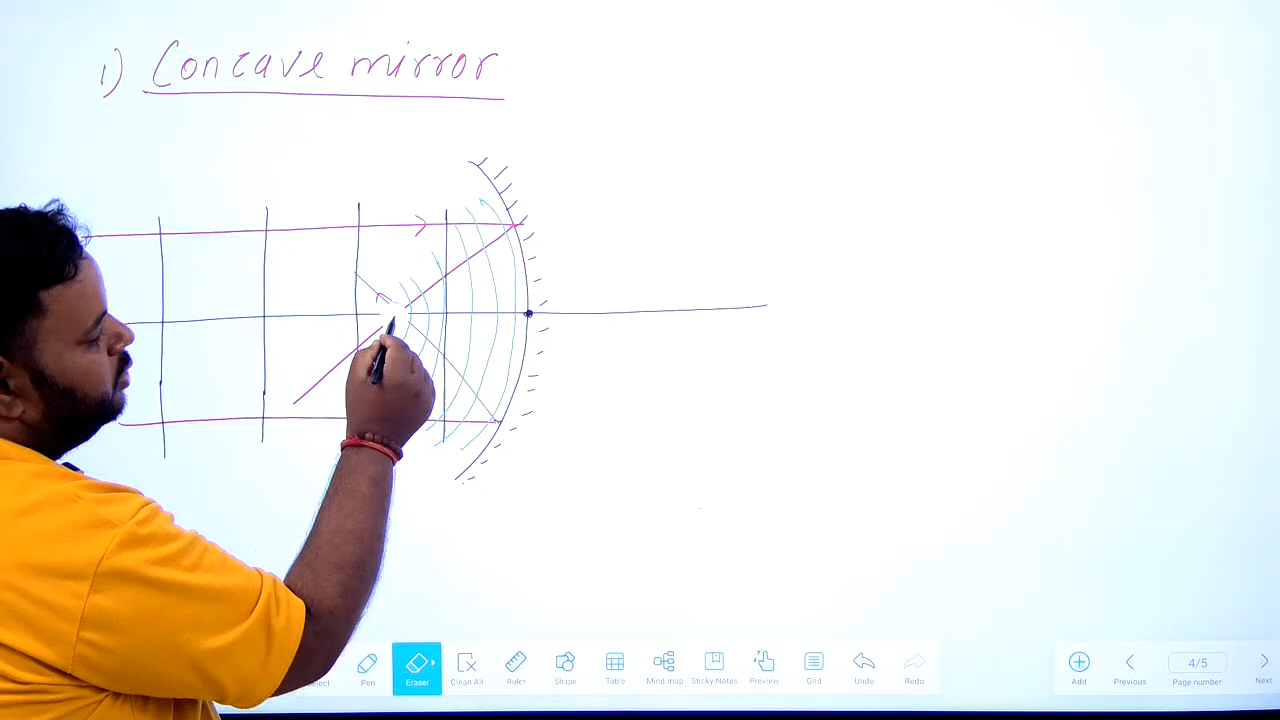 1) Concave mirror
Select Pen Eraser Clean All Ruler Shape Table Mind map Sticky-Notes Preview Grid Undo Redo
Add Previous 4/5 Page number Next